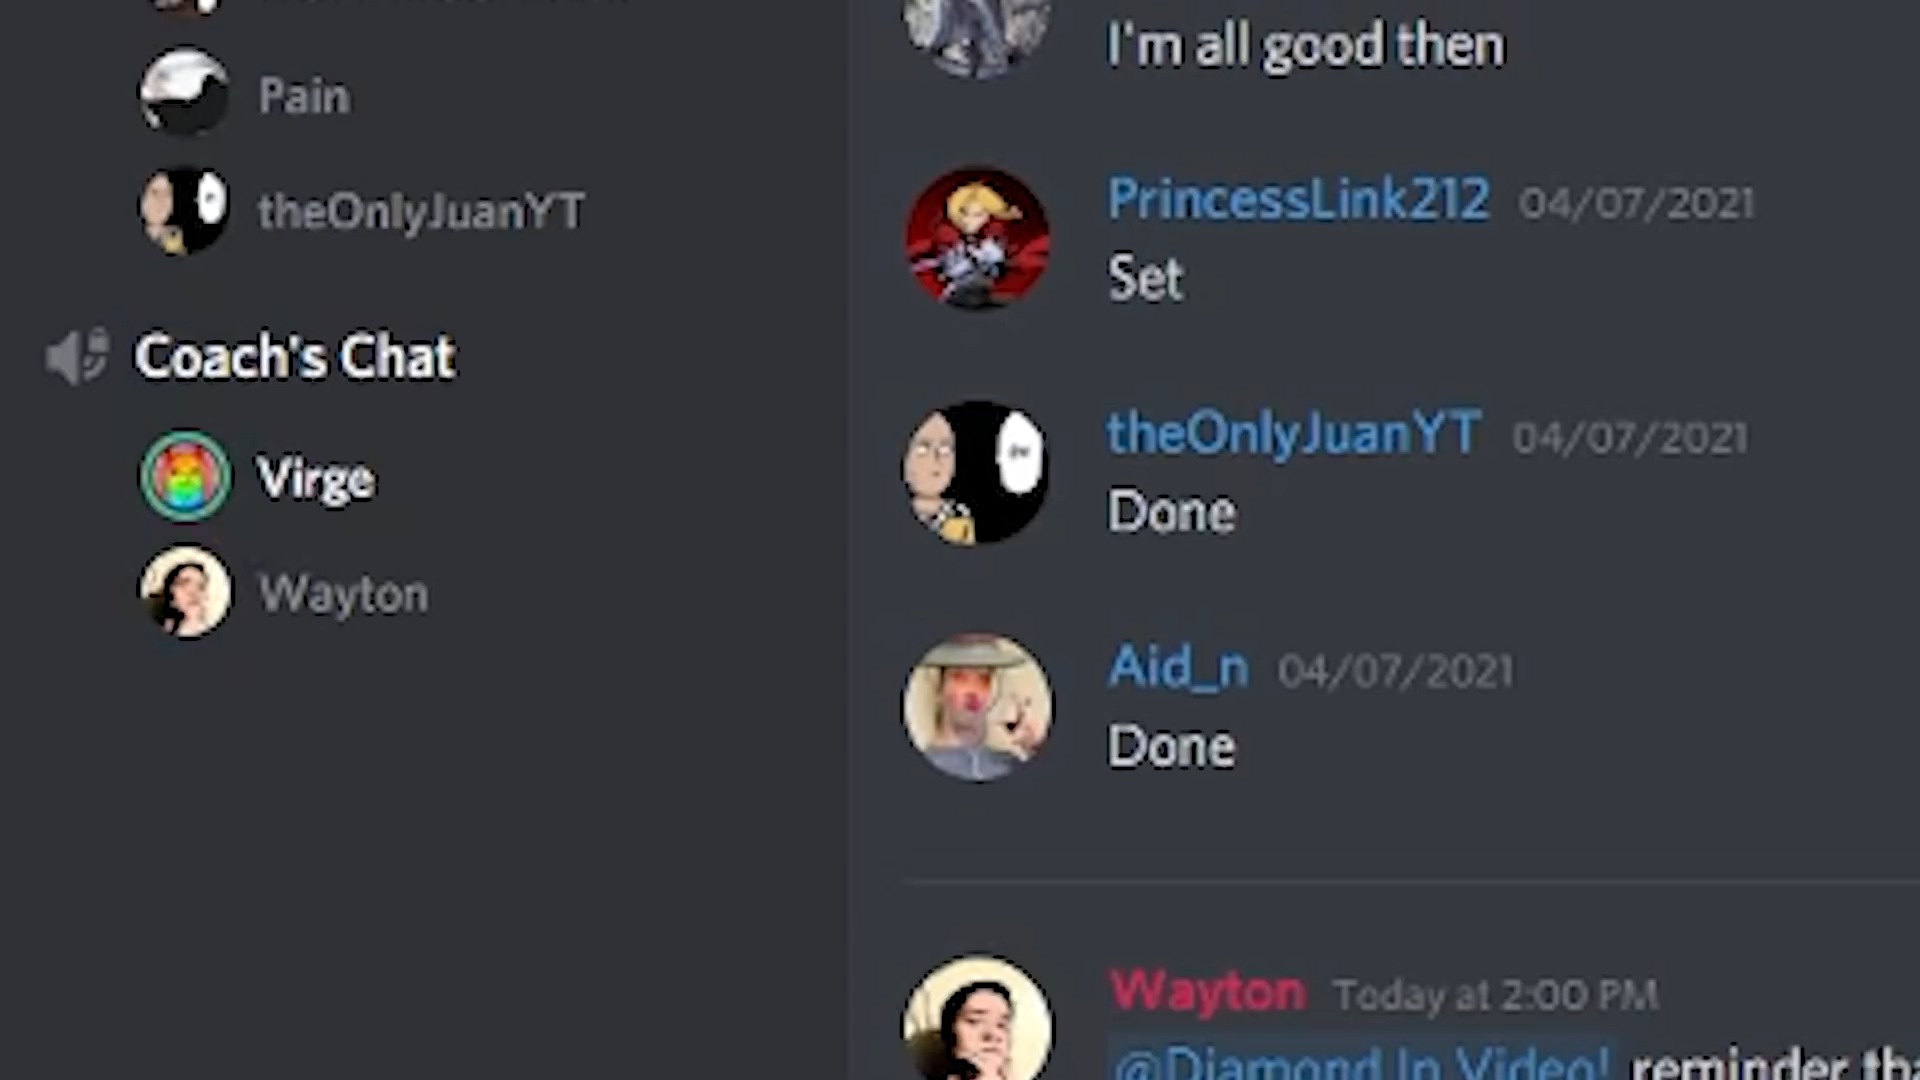 Pain
theOnlyJuanYT
Coach's Chat
Virge
Wayton
I'm all good then
PrincessLink212 04/07/2021
Set
theOnlyJuanYT 04/07/2021
Done
Aid_n 04/07/2021
Done
Wayton Today at 2:00 PM
@Diamond In Video! reminder tha